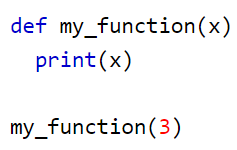 def my_function(x)
  print(x)

my_function(3)